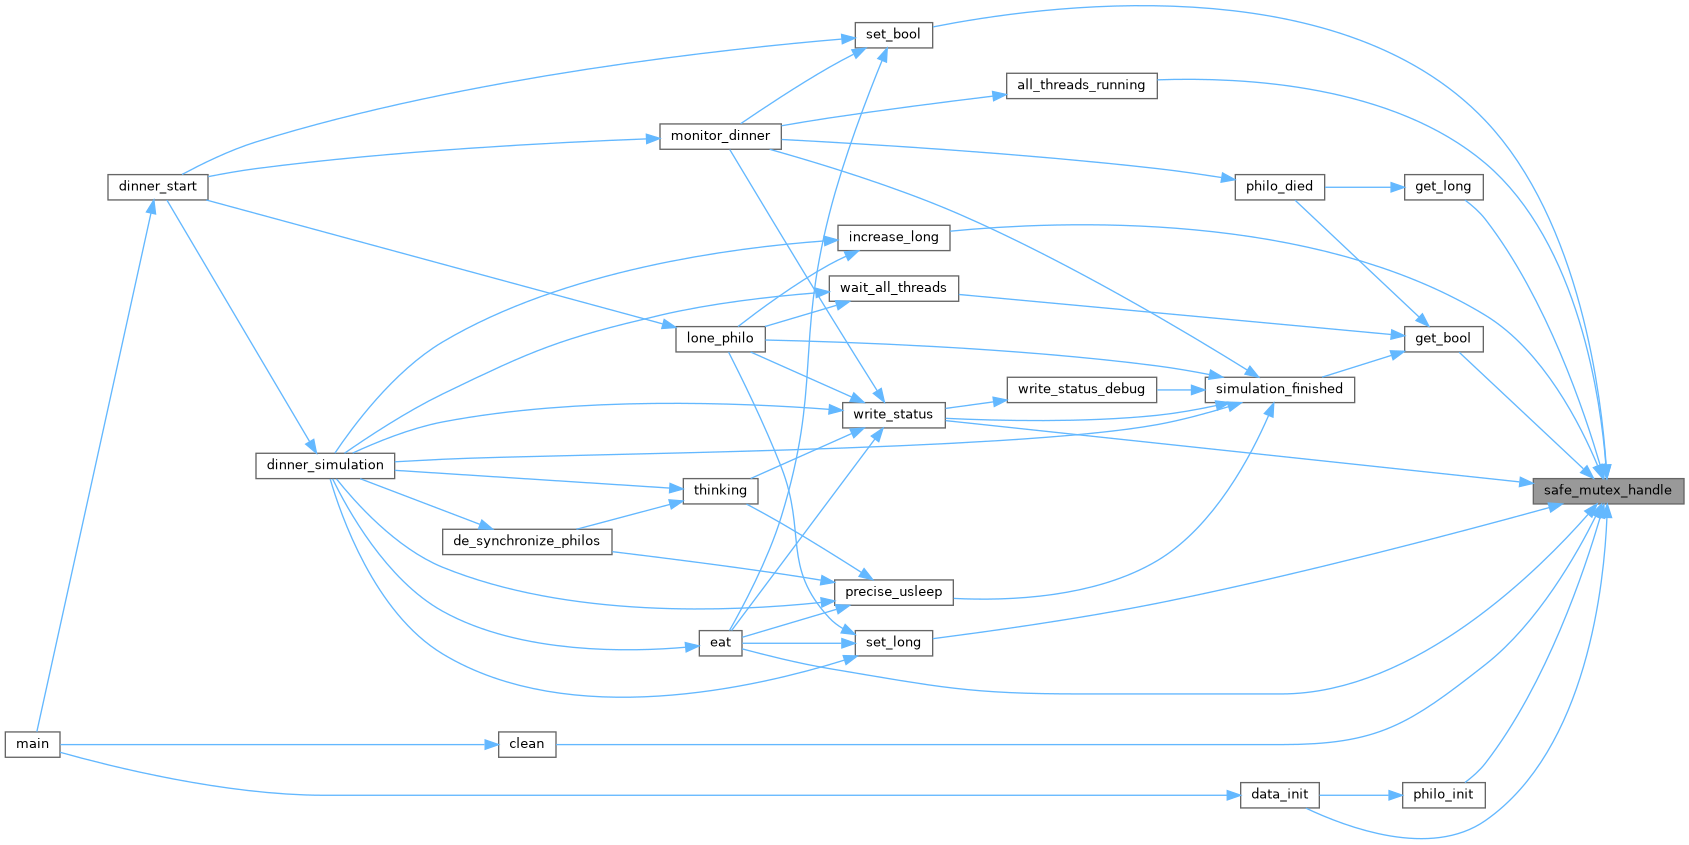 set_bool
all_threads_running
monitor_dinner
dinner_start
philo_died
get_long
increase_long
wait_all_threads
lone_philo
get_bool
write_status_debug
simulation_finished
write_status
dinner_simulation
thinking
safe_mutex_handle
de_synchronize_philos
precise_usleep
eat
set_long
main
clean
data_init
philo_init